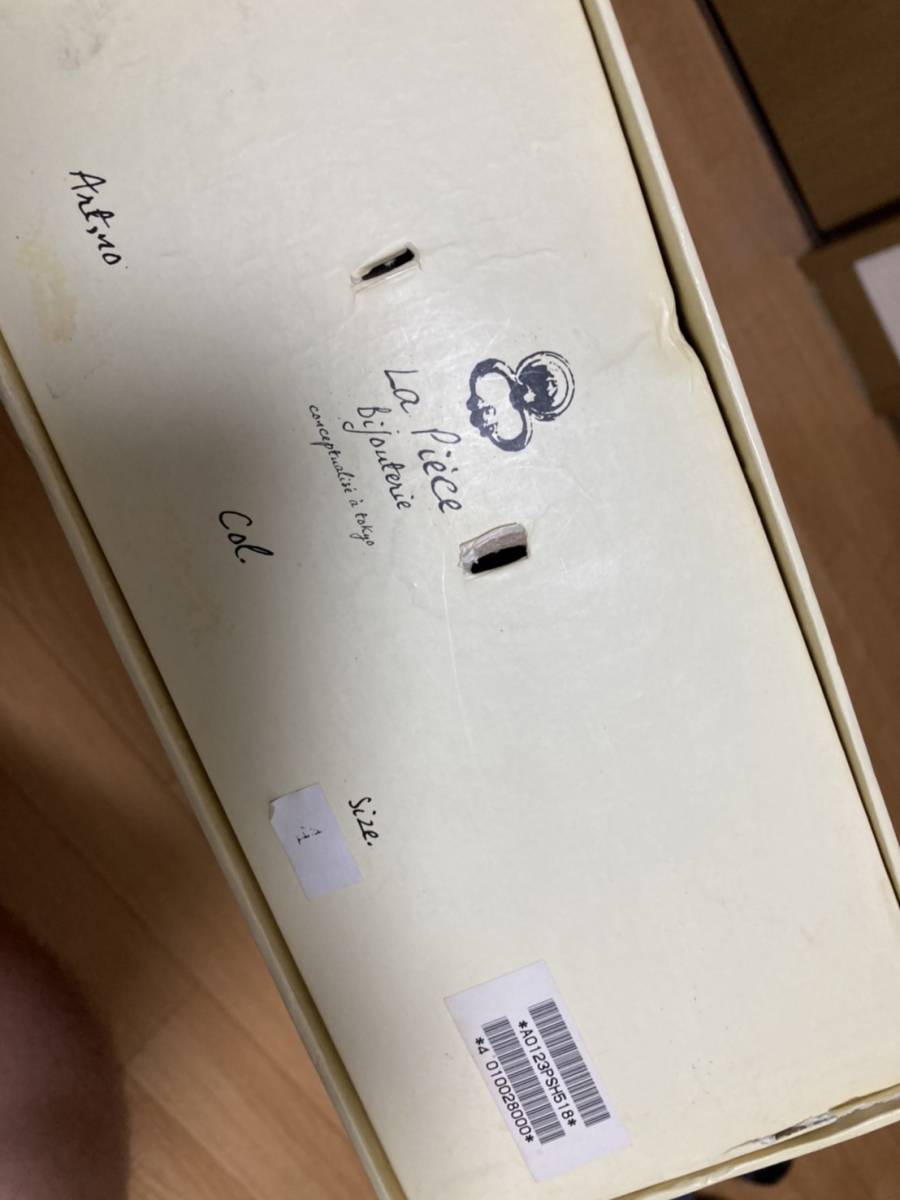 La Pièce
Bijouterie
conceptualisé à tokyo
Art,no
Col.
Size.
*A0123PSH518*
*4 010028000*